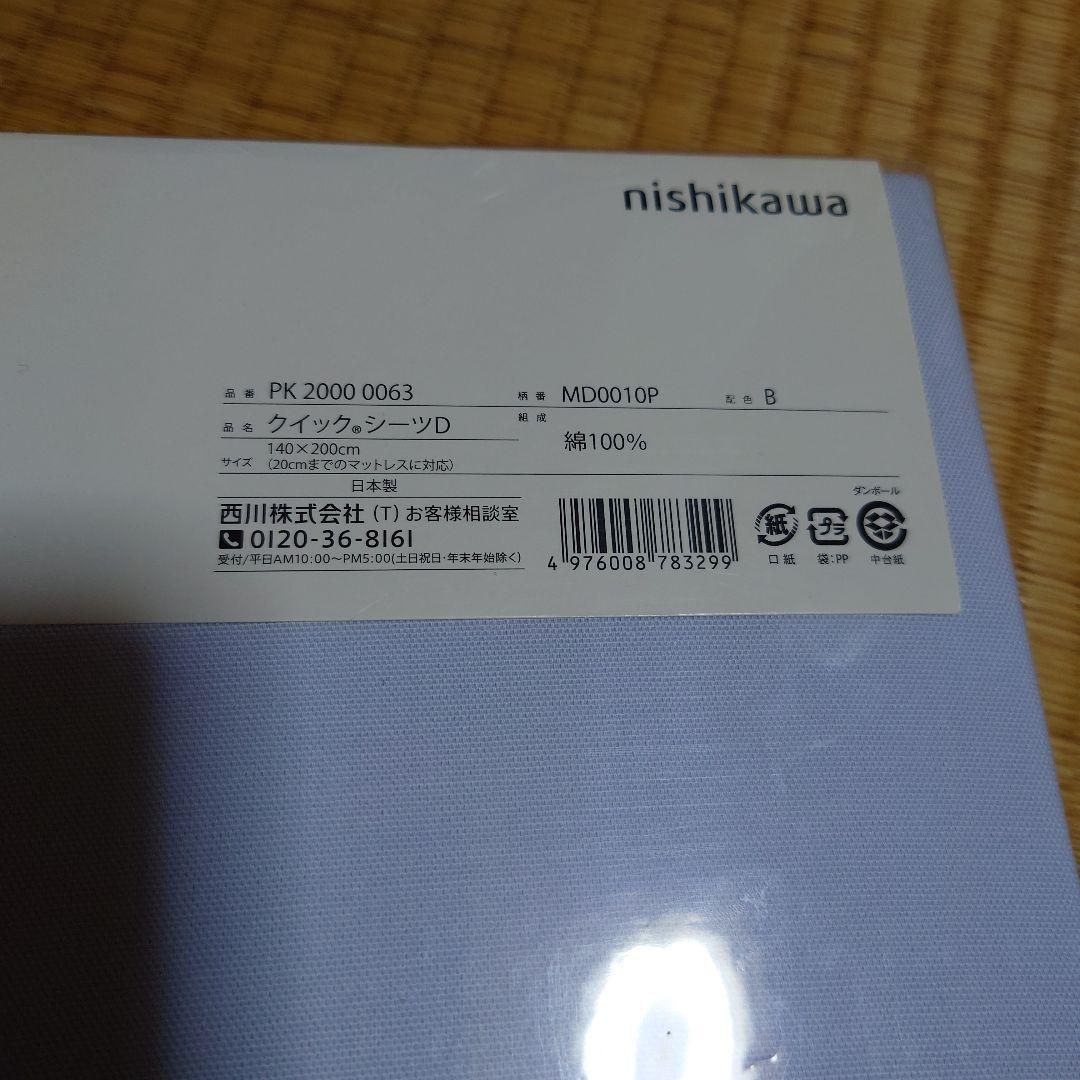 nishikawa
品番 PK 2000 0063 柄番 MD0010P 配色 B
品名 クイック®シーツD 組成 綿100%
サイズ 140×200cm
(20cmまでのマットレスに対応)
日本製
西川株式会社 (T) お客様相談室
0120-36-8161
受付/平日AM10:00〜PM5:00(土日祝日・年末年始除く)
4 976008 783299
紙 口紙
プラ 袋:PP
ダンボール 中台紙